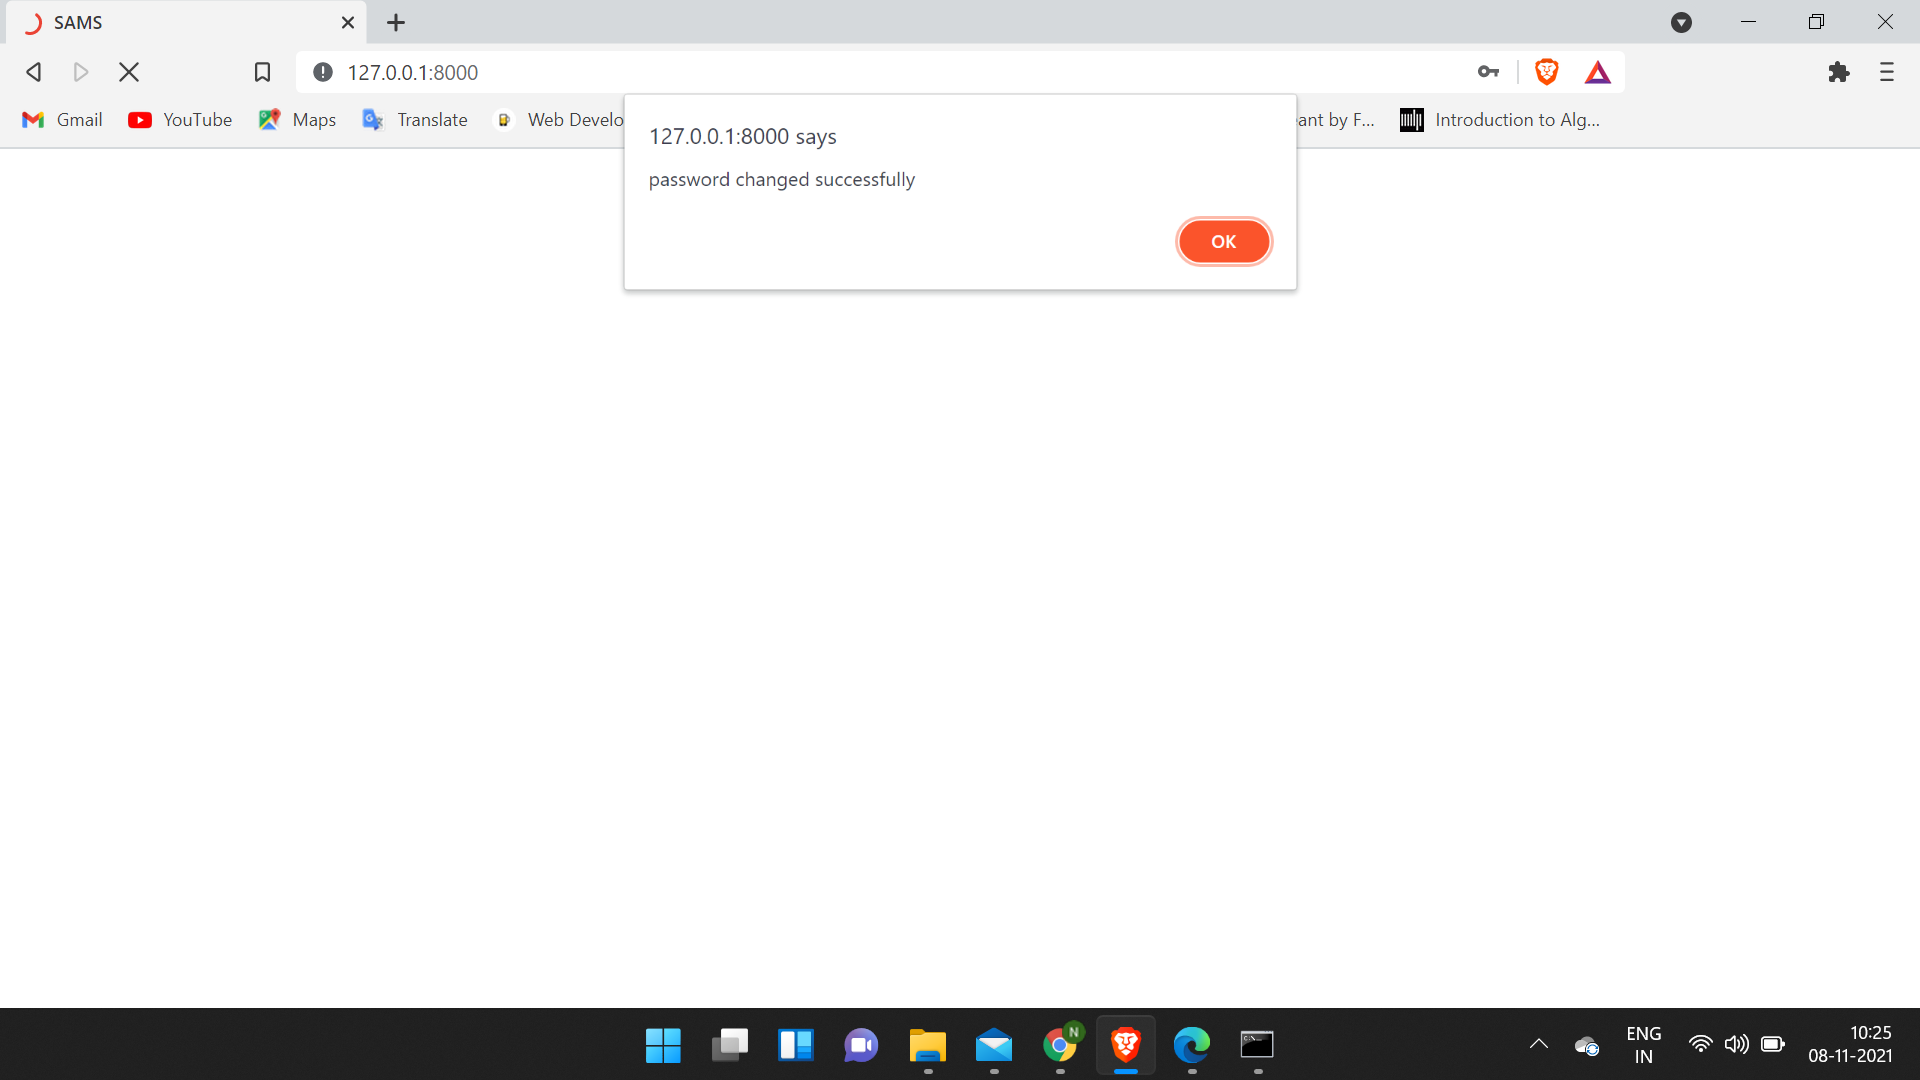 SAMS
127.0.0.1:8000
Gmail
YouTube
Maps
Translate
Web Develo
ant by F...
Introduction to Alg...
127.0.0.1:8000 says
password changed successfully
OK
N
ENG
IN
10:25
08-11-2021